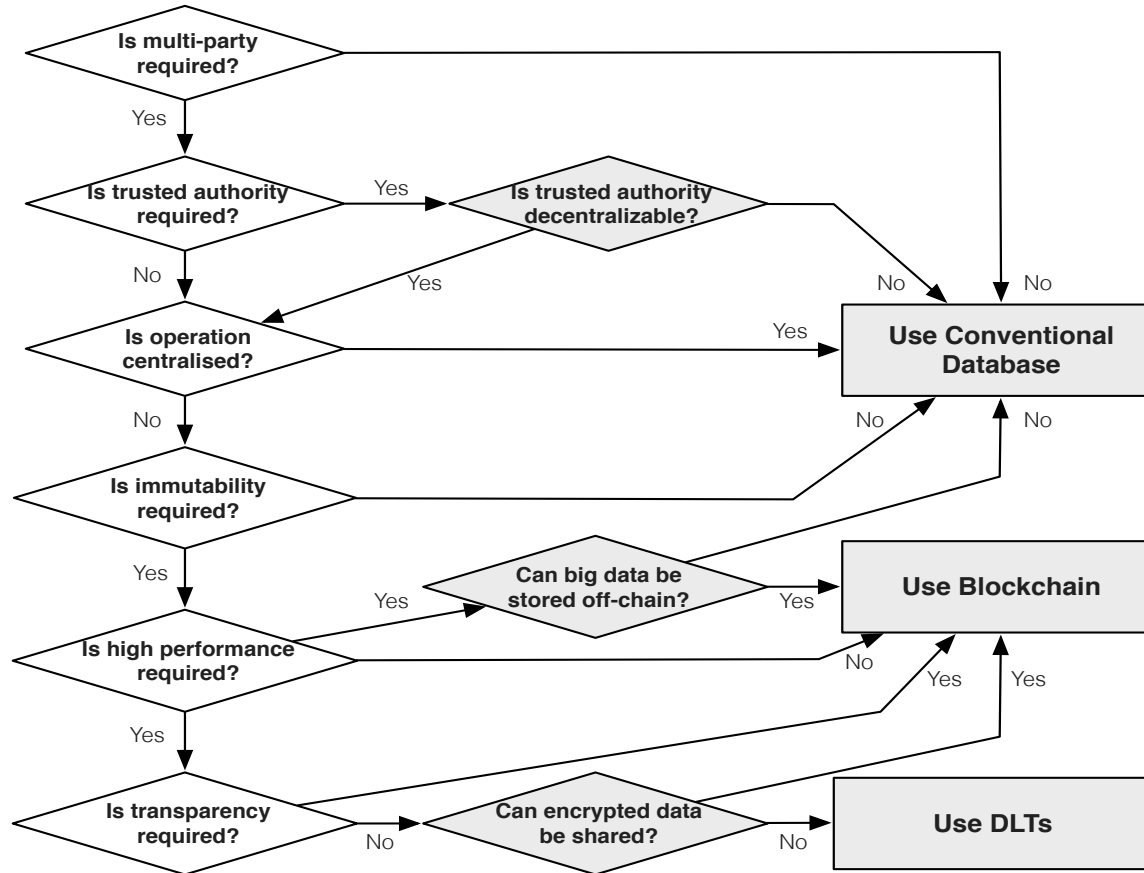 Is multi-party
required?
Yes
No
Is trusted authority
required?
Yes
Is trusted authority
decentralizable?
No
Yes
No
Is operation
centralised?
Yes
Use Conventional
Database
No
No
No
Is immutability
required?
Yes
Yes
Can big data be
stored off-chain?
Yes
Use Blockchain
Is high performance
required?
No
Yes
Yes
Yes
Is transparency
required?
No
Can encrypted data
be shared?
No
Use DLTs